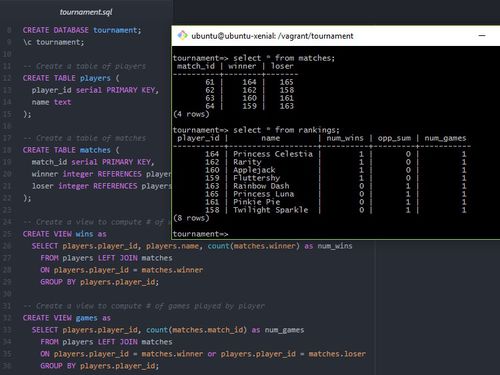 tournament.sql
8 CREATE DATABASE tournament;
9 \c tournament;
11 -- Create a table of players
12 CREATE TABLE players (
13 player_id serial PRIMARY KEY,
14 name text
15 );
17 -- Create a table of matches
18 CREATE TABLE matches (
19 match_id serial PRIMARY KEY,
20 winner integer REFERENCES players
21 loser integer REFERENCES players
22 );
24 -- Create a view to compute # of
25 CREATE VIEW wins as
26 SELECT players.player_id, players.name, count(matches.winner) as num_wins
27 FROM players LEFT JOIN matches
28 ON players.player_id = matches.winner
29 GROUP BY players.player_id;
31 -- Create a view to compute # of games played by player
32 CREATE VIEW games as
33 SELECT players.player_id, count(matches.match_id) as num_games
34 FROM players LEFT JOIN matches
35 ON players.player_id = matches.winner or players.player_id = matches.loser
36 GROUP BY players.player_id;
ubuntu@ubuntu-xenial: /vagrant/tournament
tournament=> select * from matches;
match_id | winner | loser
----------+--------+-------
61 | 164 | 165
62 | 162 | 158
63 | 160 | 161
64 | 159 | 163
(4 rows)
tournament=> select * from rankings;
player_id | name | num_wins | opp_sum | num_games
164 | Princess Celestia | 1 | 0 | 1
162 | Rarity | 1 | 0 | 1
160 | Applejack | 1 | 0 | 1
159 | Fluttershy | 1 | 0 | 1
163 | Rainbow Dash | 0 | 1 | 1
165 | Princess Luna | 0 | 1 | 1
161 | Pinkie Pie | 0 | 1 | 1
158 | Twilight Sparkle | 0 | 1 | 1
(8 rows)
tournament=>